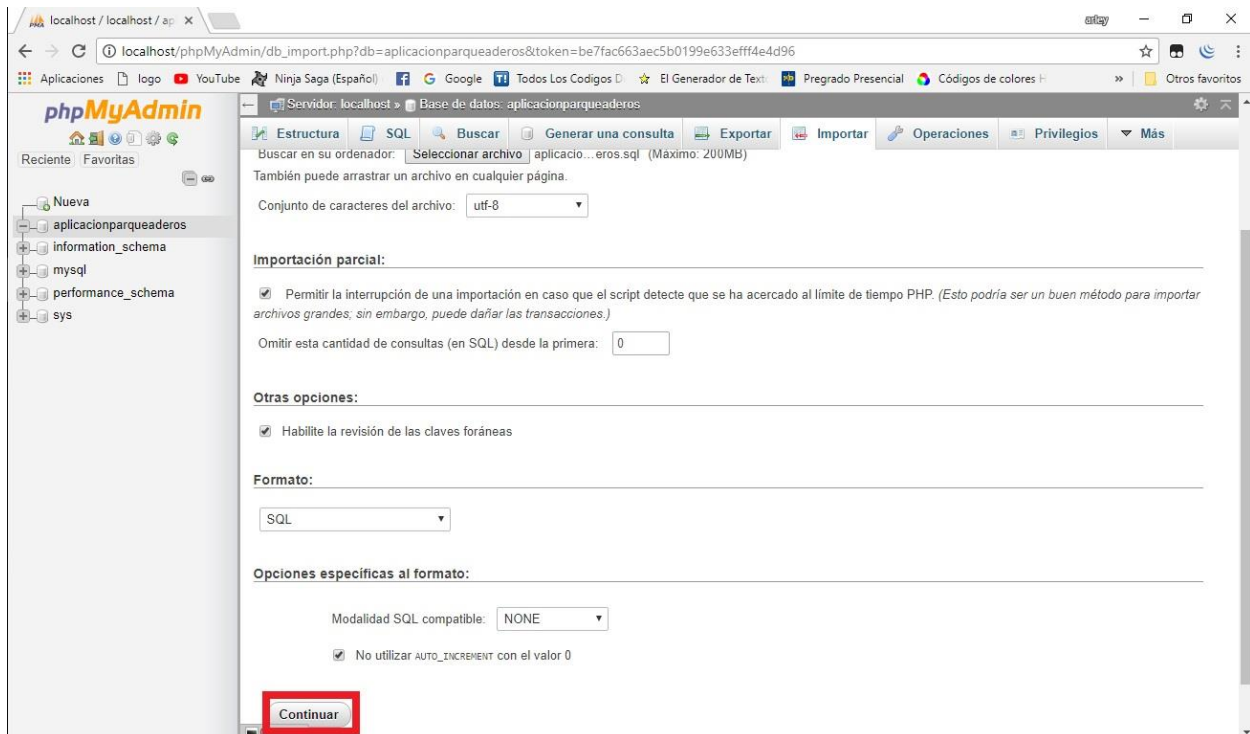 localhost / localhost / ap
localhost/phpMyAdmin/db_import.php?db=aplicacionparqueaderos&token=be7fac663aec5b0199e633efff4e4d96
Aplicaciones logo YouTube Ninja Saga (Español) Google Todos Los Codigos D El Generador de Text Pregrado Presencial Códigos de colores H » Otros favoritos
phpMyAdmin
Reciente Favoritas
Nueva
aplicacionparqueaderos
information_schema
mysql
performance_schema
sys
Servidor: localhost » Base de datos: aplicacionparqueaderos
Estructura SQL Buscar Generar una consulta Exportar Importar Operaciones Privilegios Más
Buscar en su ordenador: Seleccionar archivo aplicacio...eros.sql (Máximo: 200MB)
También puede arrastrar un archivo en cualquier página.
Conjunto de caracteres del archivo: utf-8
Importación parcial:
Permitir la interrupción de una importación en caso que el script detecte que se ha acercado al límite de tiempo PHP. (Esto podría ser un buen método para importar
archivos grandes; sin embargo, puede dañar las transacciones.)
Omitir esta cantidad de consultas (en SQL) desde la primera: 0
Otras opciones:
Habilite la revisión de las claves foráneas
Formato:
SQL
Opciones específicas al formato:
Modalidad SQL compatible: NONE
No utilizar AUTO_INCREMENT con el valor 0
Continuar